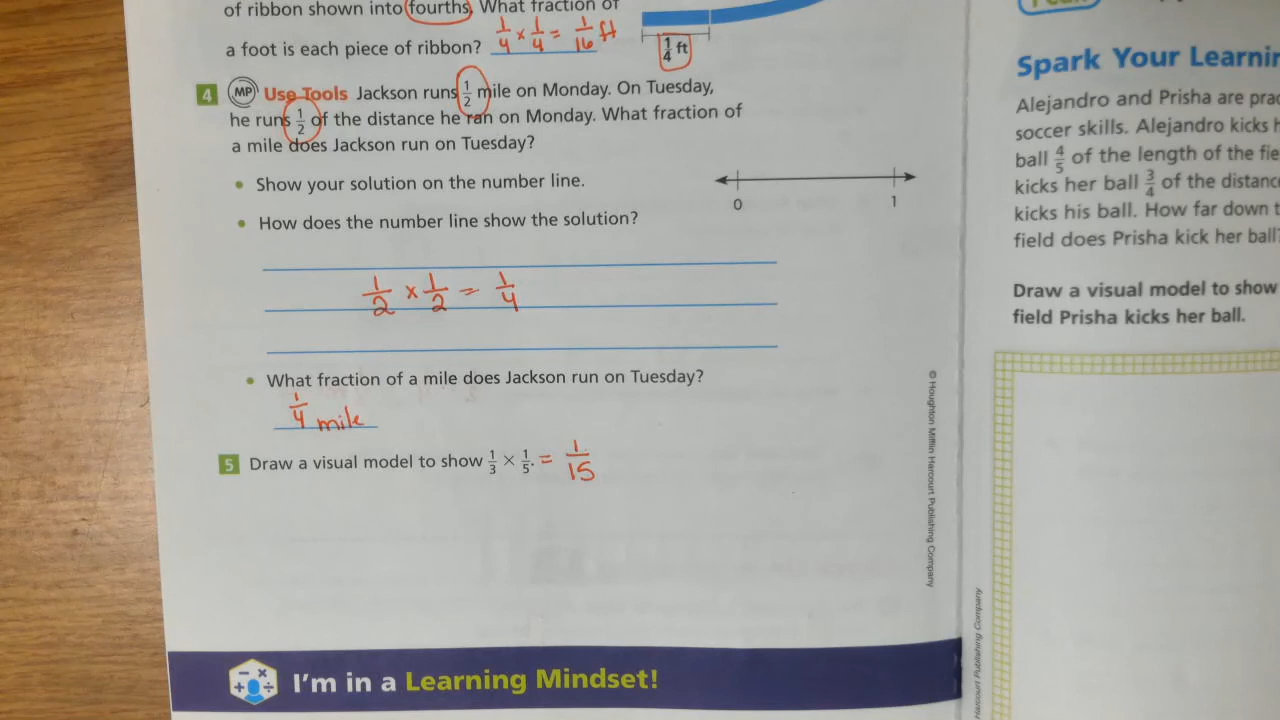 of ribbon shown into fourths. What fraction of
a foot is each piece of ribbon? 1/4 × 1/4 = 1/16 ft
1/4 ft
4 MP Use Tools Jackson runs 1/2 mile on Monday. On Tuesday,
he runs 1/2 of the distance he ran on Monday. What fraction of
a mile does Jackson run on Tuesday?
• Show your solution on the number line.
0 1
• How does the number line show the solution?
1/2 × 1/2 = 1/4
• What fraction of a mile does Jackson run on Tuesday?
1/4 mile
5 Draw a visual model to show 1/3 × 1/5. = 1/15
© Houghton Mifflin Harcourt Publishing Company
I'm in a Learning Mindset!
Spark Your Learnin
Alejandro and Prisha are prac
soccer skills. Alejandro kicks h
ball 4/5 of the length of the fie
kicks her ball 3/4 of the distanc
kicks his ball. How far down t
field does Prisha kick her ball?
Draw a visual model to show
field Prisha kicks her ball.
Harcourt Publishing Company